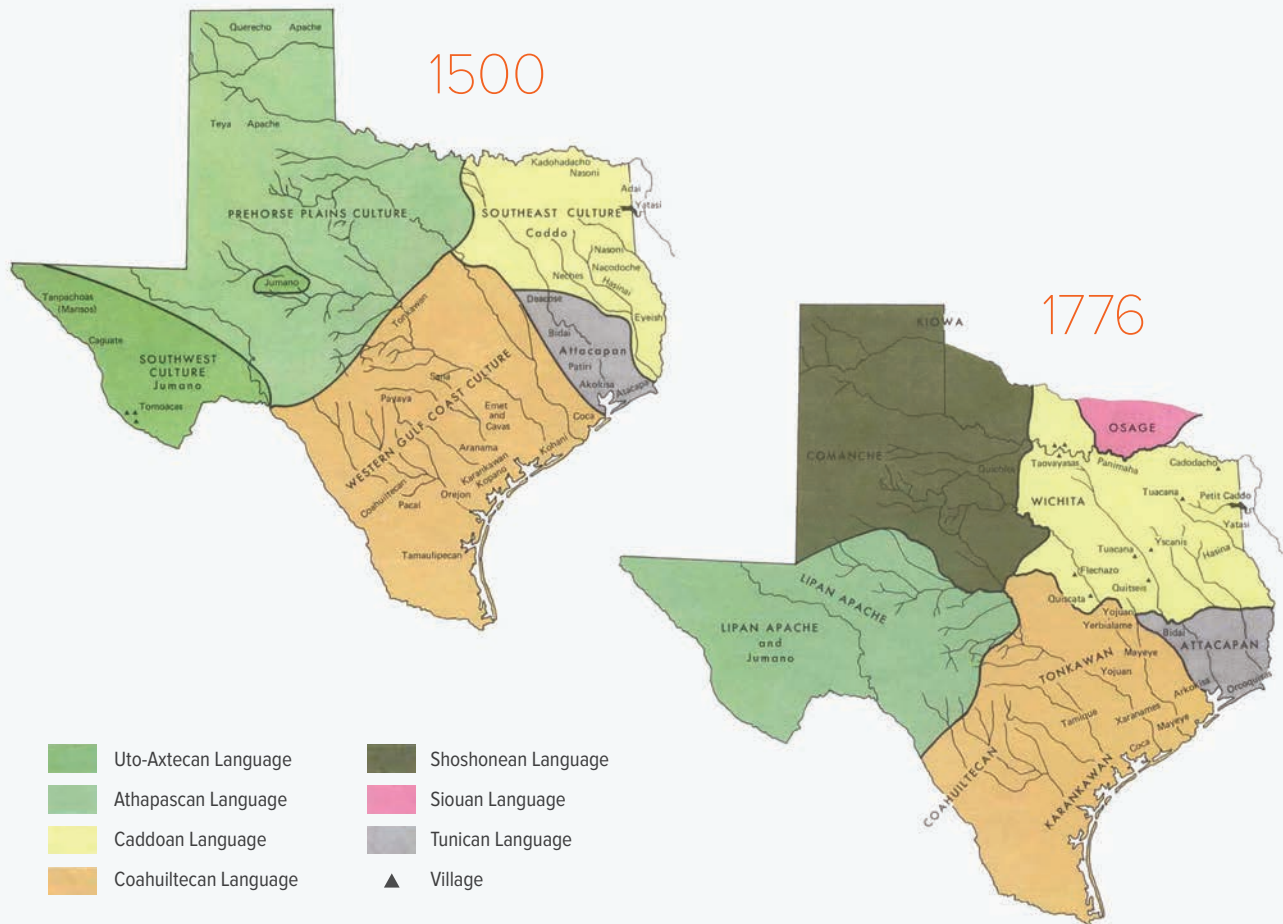 1500
Querecho Apache
Teya Apache
PREHORSE PLAINS CULTURE
Jumano
Kadohadacho
Nasoni
Adai
Yatasi
SOUTHEAST CULTURE
Caddo
Nasoni
Nacodoche
Neches
Hasinai
Eyeish
Tanpachoas
(Mansos)
Caguate
SOUTHWEST
CULTURE
Jumano
Tomoacas
Tonkawan
Deadose
Bidai
Attacapan
Patiri
Akokisa
Atacapa
WESTERN GULF COAST CULTURE
Sana
Payaya
Emet
and
Cavas
Coca
Aranama
Kohani
Karankawan
Kopano
Orejon
Coahuiltecan
Pacal
Tamaulipecan
1776
KIOWA
COMANCHE
OSAGE
Taovayasas
Panimaha
Cadodacho
WICHITA
Tuacana
Petit Caddo
Yatasi
Yscanis
Tuacana
Hasina
Flechazo
Quitseis
Quiscata
LIPAN APACHE
LIPAN APACHE
and
Jumano
Yojuan
Yerbialame
Bidai
ATTACAPAN
Mayeye
TONKAWAN
Yojuan
Arkokisa
Orcoquisas
Tamique
Xaranames
Mayeye
Coca
COAHUILTECAN
KARANKAWAN
Uto-Axtecan Language
Athapascan Language
Caddoan Language
Coahuiltecan Language
Shoshonean Language
Siouan Language
Tunican Language
Village